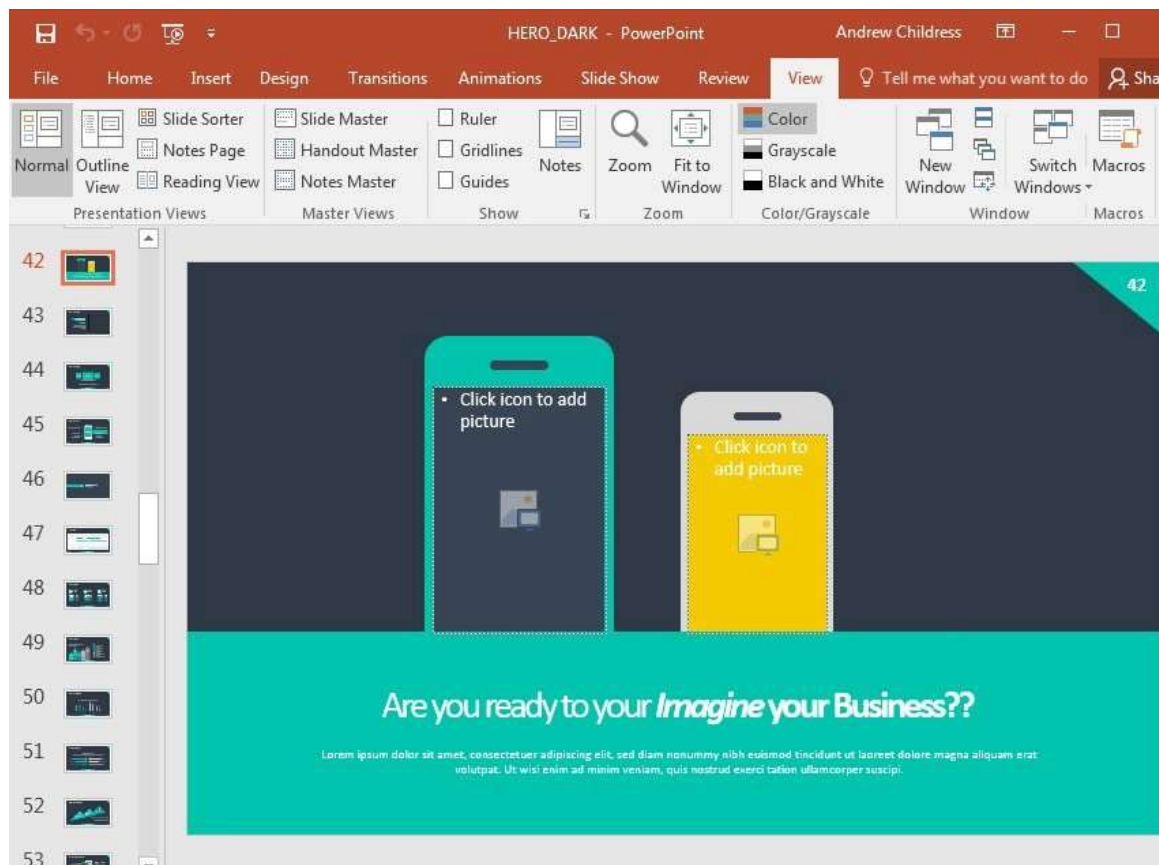 HERO_DARK - PowerPoint
Andrew Childress
File Home Insert Design Transitions Animations Slide Show Review View Tell me what you want to do Sha
Normal
Outline View
Slide Sorter
Notes Page
Reading View
Presentation Views
Slide Master
Handout Master
Notes Master
Master Views
Ruler
Gridlines
Guides
Show
Notes
Zoom
Fit to
Window
Zoom
Color
Grayscale
Black and White
Color/Grayscale
New
Window
Switch
Windows
Window
Macros
Macros
42
43
44
45
46
47
48
49
50
51
52
53
42
• Click icon to add
picture
• Click icon to
add picture
Are you ready to your Imagine your Business??
Lorem ipsum dolor sit amet, consectetuer adipiscing elit, sed diam nonummy nibh euismod tincidunt ut laoreet dolore magna aliquam erat
volutpat. Ut wisi enim ad minim veniam, quis nostrud exerci tation ullamcorper suscipi.